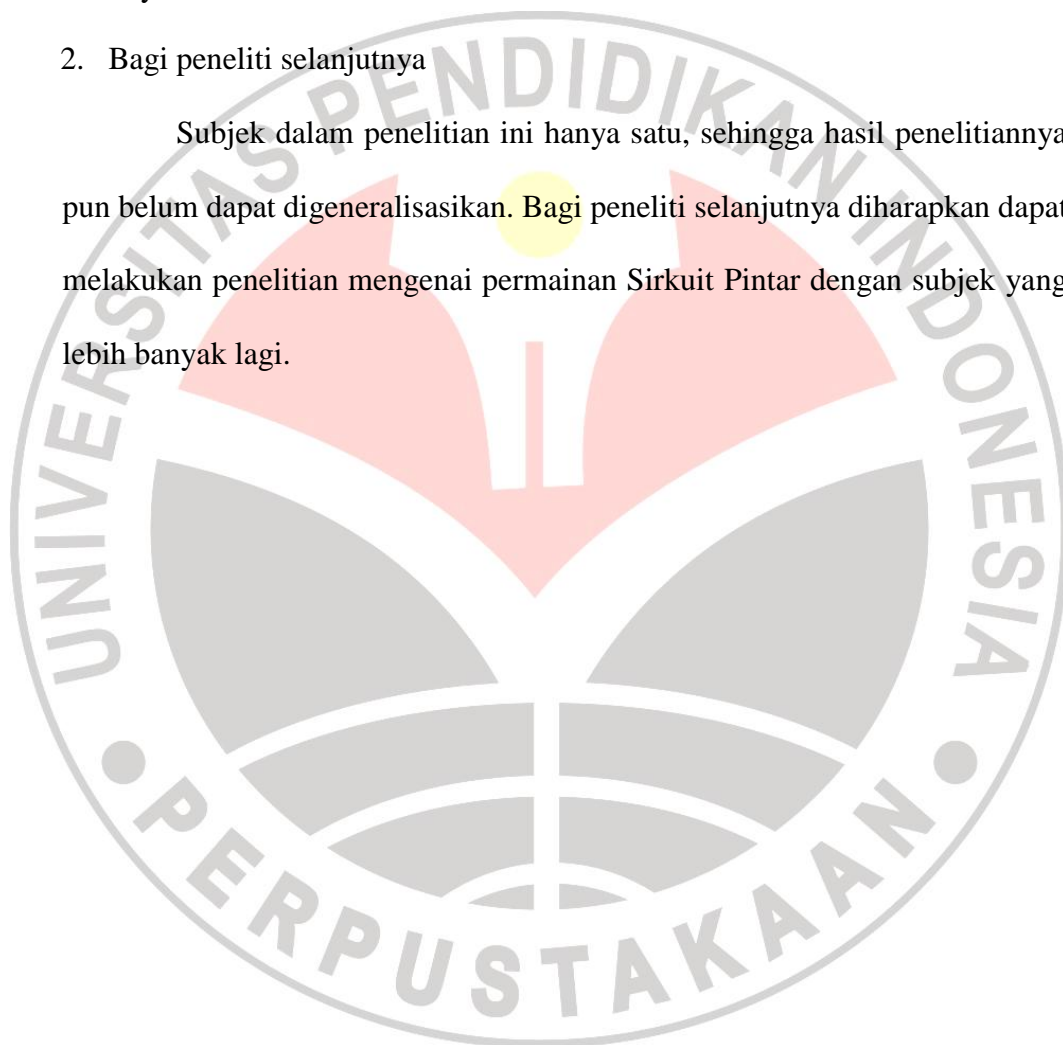 2. Bagi peneliti selanjutnya
Subjek dalam penelitian ini hanya satu, sehingga hasil penelitiannya
pun belum dapat digeneralisasikan. Bagi peneliti selanjutnya diharapkan dapat
melakukan penelitian mengenai permainan Sirkuit Pintar dengan subjek yang
lebih banyak lagi.
UNIVERSITAS PENDIDIKAN INDONESIA
PERPUSTAKAAN